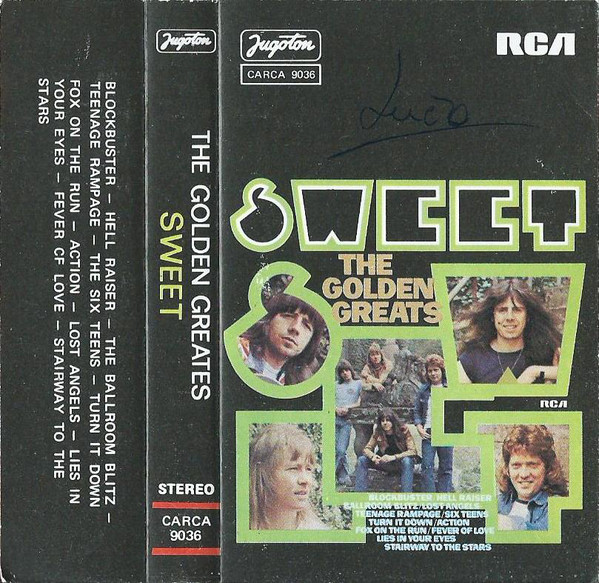 BLOCKBUSTER – HELL RAISER – THE BALLROOM BLITZ –
TEENAGE RAMPAGE – THE SIX TEENS – TURN IT DOWN
FOX ON THE RUN – ACTION – LOST ANGELS – LIES IN
YOUR EYES – FEVER CF LOVE – STAIRWAY TO THE
STARS
Jugoton
THE GOLDEN GREATES
SWEET
STEREO
CARCA
9036
Jugoton
CARCA 9036
RCA
SWEET
THE
GOLDEN
GREATS
RCA
BLOCKBUSTER HELL RAISER
BALLROOM BLITZ/LOST ANGELS
TEENAGE RAMPAGE/SIX TEENS
TURN IT DOWN/ACTION
FOX ON THE RUN/FEVER OF LOVE
LIES IN YOUR EYES
STAIRWAY TO THE STARS